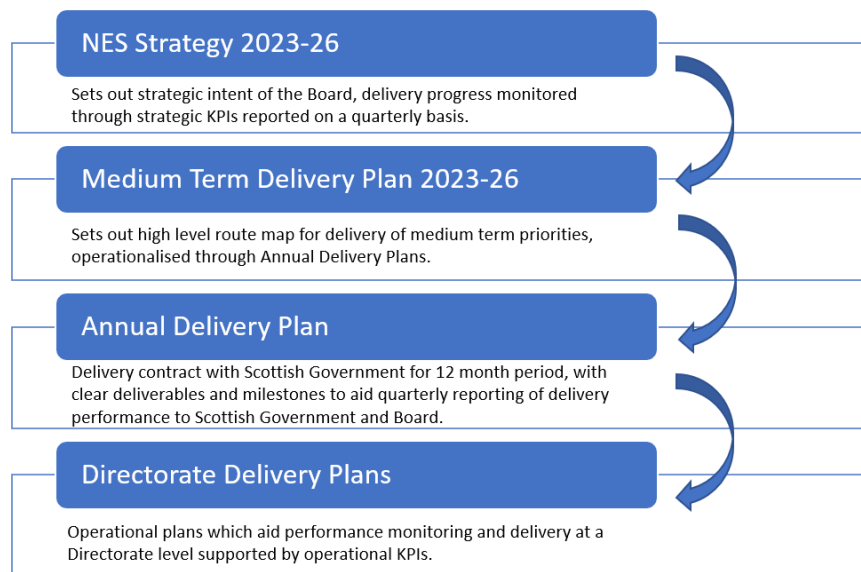 NES Strategy 2023-26
Sets out strategic intent of the Board, delivery progress monitored
through strategic KPIs reported on a quarterly basis.
Medium Term Delivery Plan 2023-26
Sets out high level route map for delivery of medium term priorities,
operationalised through Annual Delivery Plans.
Annual Delivery Plan
Delivery contract with Scottish Government for 12 month period, with
clear deliverables and milestones to aid quarterly reporting of delivery
performance to Scottish Government and Board.
Directorate Delivery Plans
Operational plans which aid performance monitoring and delivery at a
Directorate level supported by operational KPIs.